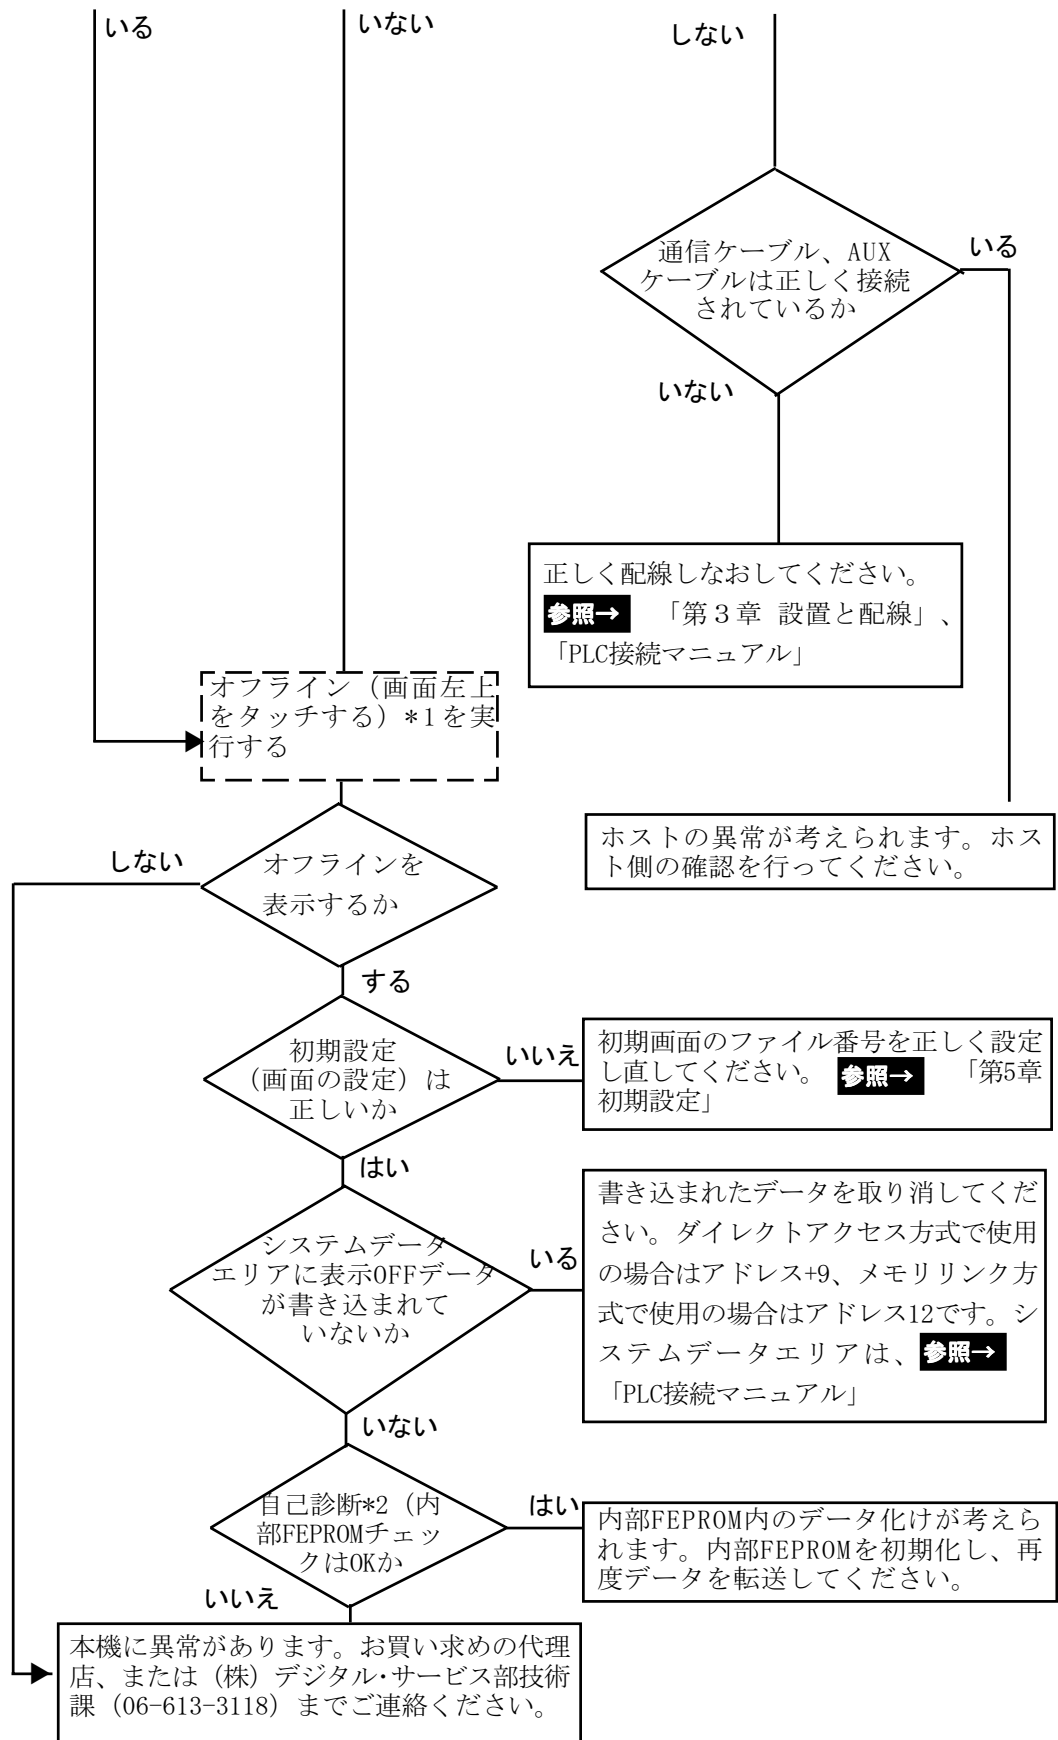 いる
いない
しない
通信ケーブル、AUX
ケーブルは正しく接続
されているか
いる
いない
正しく配線しなおしてください。
参照→ 「第3章 設置と配線」、
「PLC接続マニュアル」
オフライン（画面左上
をタッチする）*1を実
行する
ホストの異常が考えられます。ホス
ト側の確認を行ってください。
しない
オフラインを
表示するか
する
初期設定
（画面の設定）は
正しいか
いいえ
初期画面のファイル番号を正しく設定
し直してください。 参照→ 「第5章
初期設定」
はい
システムデータ
エリアに表示OFFデータ
が書き込まれて
いないか
いる
書き込まれたデータを取り消してくだ
さい。ダイレクトアクセス方式で使用
の場合はアドレス+9、メモリリンク方
式で使用の場合はアドレス12です。シ
ステムデータエリアは、参照→
「PLC接続マニュアル」
いない
自己診断*2（内
部FEPROMチェッ
クはOKか
はい
内部FEPROM内のデータ化けが考えら
れます。内部FEPROMを初期化し、再
度データを転送してください。
いいえ
本機に異常があります。お買い求めの代理
店、または（株）デジタル・サービス部技術
課（06-613-3118）までご連絡ください。